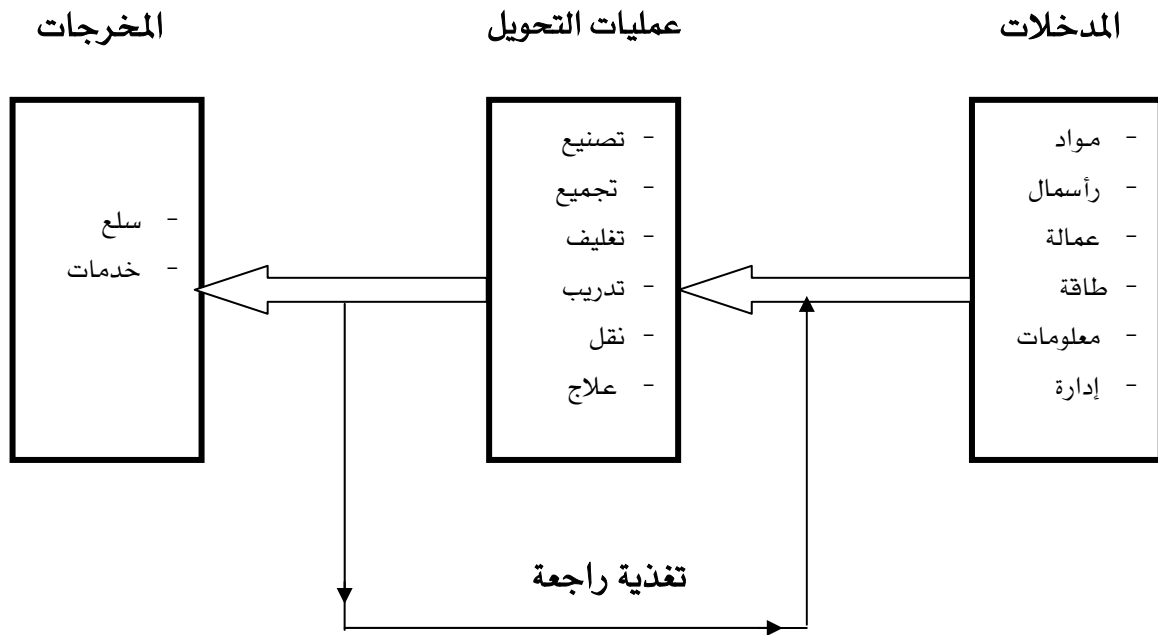 المدخلات
عمليات التحويل
المخرجات
- مواد
- رأسمال
- عمالة
- طاقة
- معلومات
- إدارة
- تصنيع
- تجميع
- تغليف
- تدريب
- نقل
- علاج
- سلع
- خدمات
تغذية راجعة